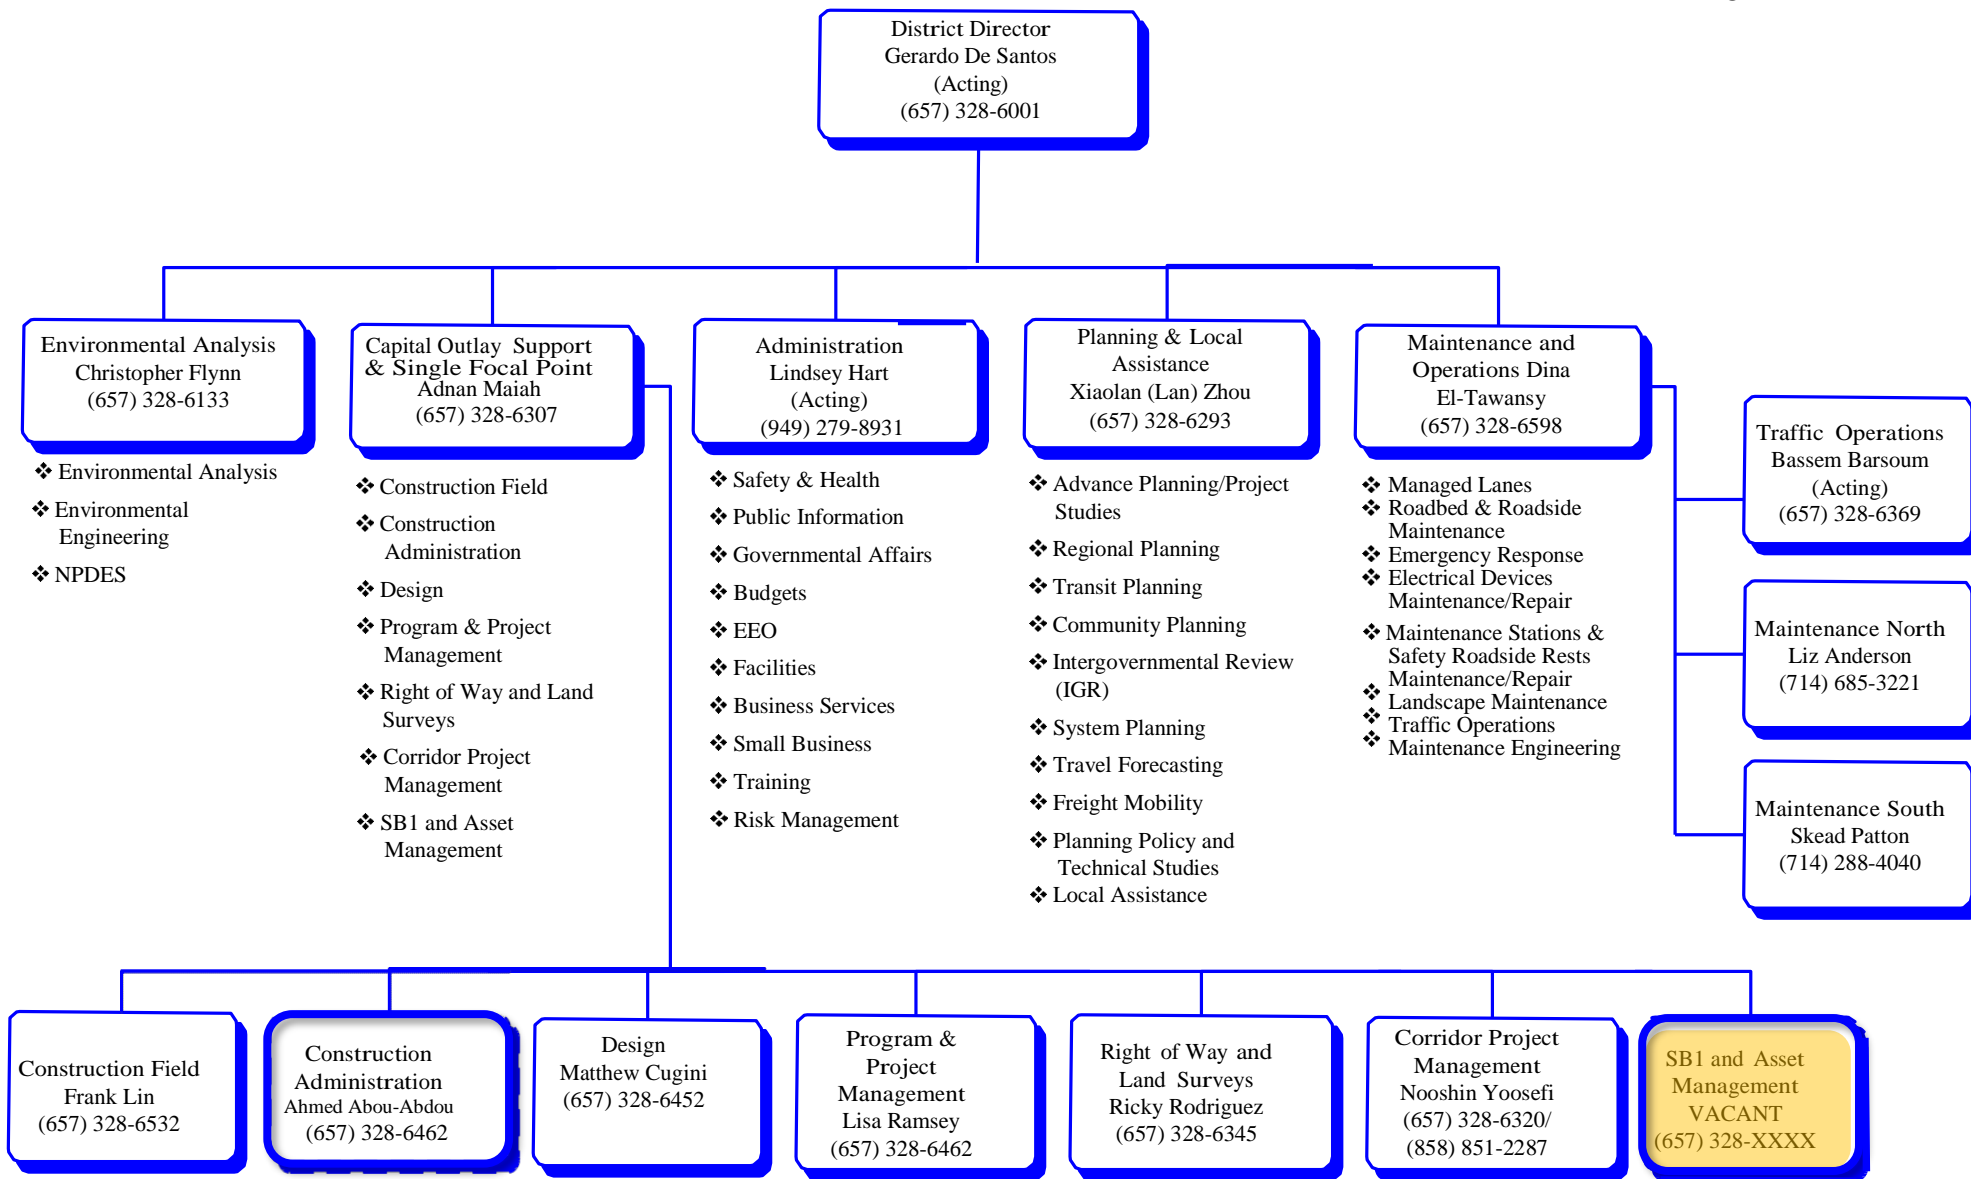 District Director
Gerardo De Santos
(Acting)
(657) 328-6001
Environmental Analysis
Christopher Flynn
(657) 328-6133
❖ Environmental Analysis
❖ Environmental
Engineering
❖ NPDES
Capital Outlay Support
& Single Focal Point
Adnan Maiah
(657) 328-6307
❖ Construction Field
❖ Construction
Administration
❖ Design
❖ Program & Project
Management
❖ Right of Way and Land
Surveys
❖ Corridor Project
Management
❖ SB1 and Asset
Management
Administration
Lindsey Hart
(Acting)
(949) 279-8931
❖ Safety & Health
❖ Public Information
❖ Governmental Affairs
❖ Budgets
❖ EEO
❖ Facilities
❖ Business Services
❖ Small Business
❖ Training
❖ Risk Management
Planning & Local
Assistance
Xiaolan (Lan) Zhou
(657) 328-6293
❖ Advance Planning/Project
Studies
❖ Regional Planning
❖ Transit Planning
❖ Community Planning
❖ Intergovernmental Review
(IGR)
❖ System Planning
❖ Travel Forecasting
❖ Freight Mobility
❖ Planning Policy and
Technical Studies
❖ Local Assistance
Maintenance and
Operations Dina
El-Tawansy
(657) 328-6598
❖ Managed Lanes
❖ Roadbed & Roadside
Maintenance
❖ Emergency Response
❖ Electrical Devices
Maintenance/Repair
❖ Maintenance Stations &
Safety Roadside Rests
Maintenance/Repair
❖ Landscape Maintenance
❖ Traffic Operations
❖ Maintenance Engineering
Traffic Operations
Bassem Barsoum
(Acting)
(657) 328-6369
Maintenance North
Liz Anderson
(714) 685-3221
Maintenance South
Skead Patton
(714) 288-4040
Construction Field
Frank Lin
(657) 328-6532
Construction
Administration
Ahmed Abou-Abdou
(657) 328-6462
Design
Matthew Cugini
(657) 328-6452
Program &
Project
Management
Lisa Ramsey
(657) 328-6462
Right of Way and
Land Surveys
Ricky Rodriguez
(657) 328-6345
Corridor Project
Management
Nooshin Yoosefi
(657) 328-6320/
(858) 851-2287
SB1 and Asset
Management
VACANT
(657) 328-XXXX